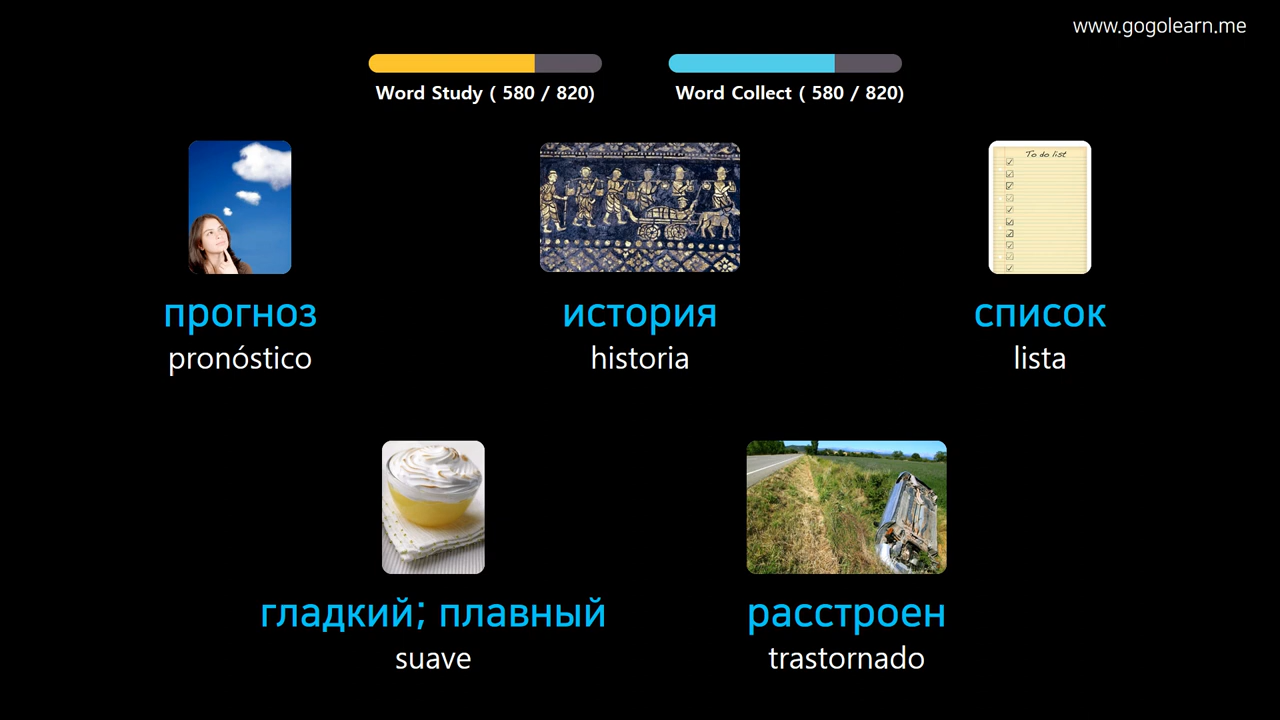 www.gogolearn.me
Word Study ( 580 / 820)
Word Collect ( 580 / 820)
To do list
прогноз
pronóstico
история
historia
список
lista
гладкий; плавный
suave
расстроен
trastornado